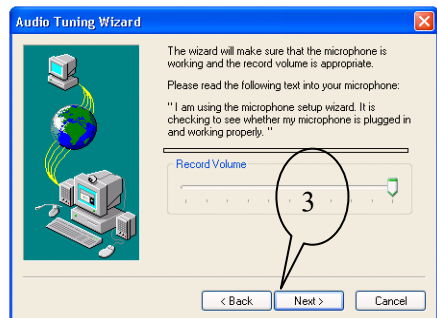 Audio Tuning Wizard
The wizard will make sure that the microphone is
working and the record volume is appropriate.
Please read the following text into your microphone:
" I am using the microphone setup wizard. It is
checking to see whether my microphone is plugged in
and working properly. "
Record Volume
3
< Back Next > Cancel